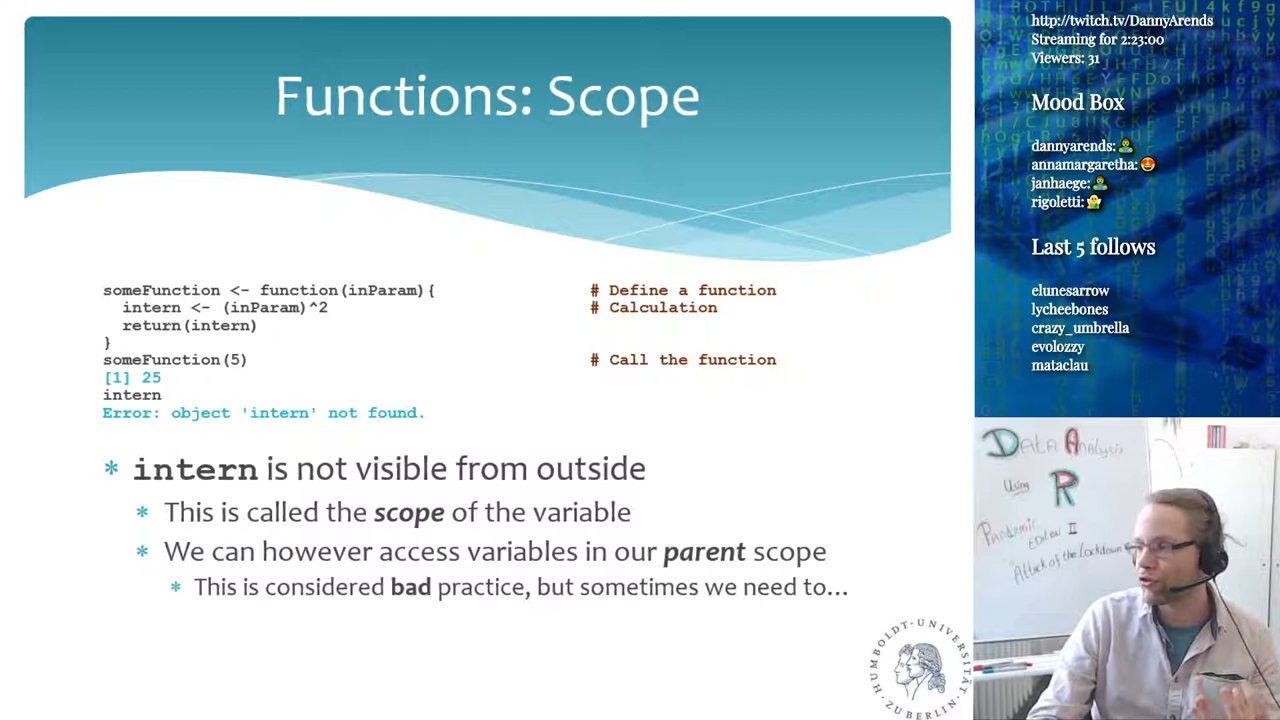 Functions: Scope
someFunction <- function(inParam){ # Define a function
intern <- (inParam)^2 # Calculation
return(intern)
}
someFunction(5) # Call the function
[1] 25
intern
Error: object 'intern' not found.
* intern is not visible from outside
* This is called the scope of the variable
* We can however access variables in our parent scope
* This is considered bad practice, but sometimes we need to...
HUMBOLDT-UNIVERSITÄT ZU BERLIN
http://twitch.tv/DannyArends
Streaming for 2:23:00
Viewers: 31
Mood Box
dannyarends:
annamargaretha:
janhaege:
rigoletti:
Last 5 follows
elunesarrow
lycheebones
crazy_umbrella
evolozzy
mataclau
Data Analysis
Using
R
Pandemic
Edition II
"Attack of the Lockdown"